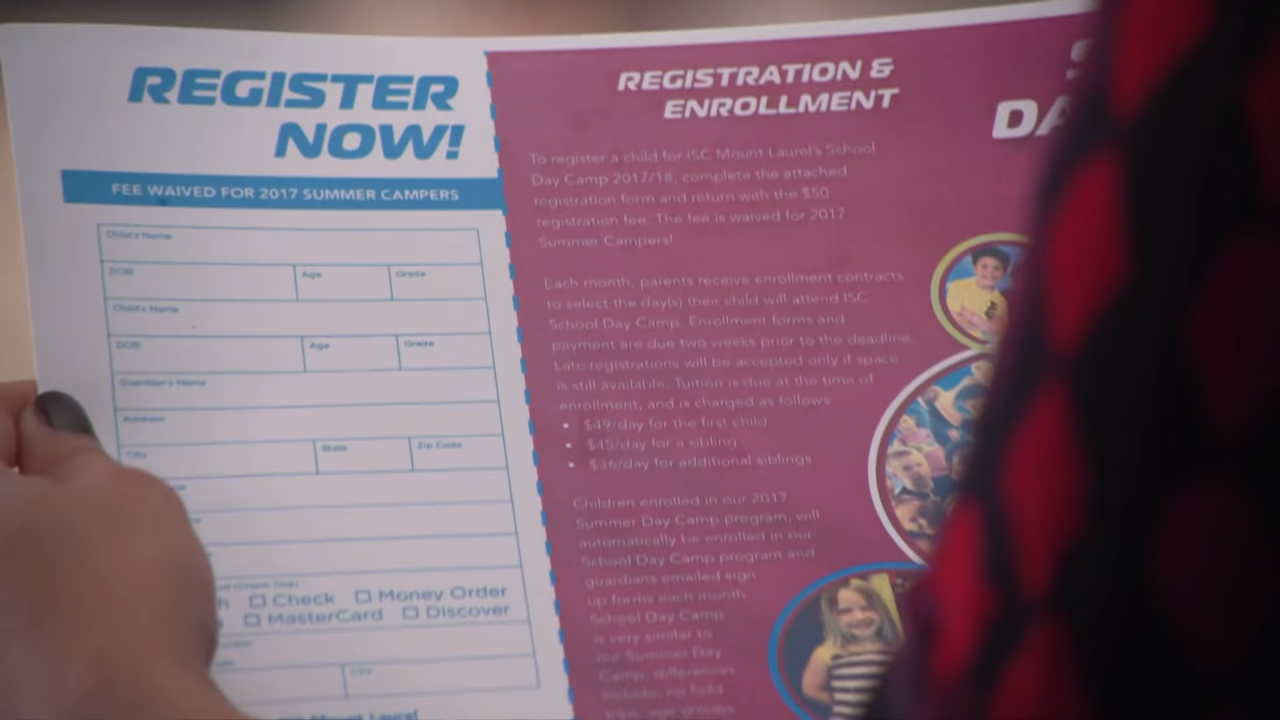 REGISTER
NOW!
FEE WAIVED FOR 2017 SUMMER CAMPERS
Child's Name
DOB Age Grade
Child's Name
DOB Age Grade
Guardian's Name
Address
City State Zip Code
Check Money Order
MasterCard Discover
Mount Laurel
REGISTRATION &
ENROLLMENT
To register a child for ISC Mount Laurel's School
Day Camp 2017/18, complete the attached
registration form and return with the $50
registration fee. The fee is waived for 2017
Summer Campers!
Each month, parents receive enrollment contracts
to select the day(s) their child will attend ISC
School Day Camp. Enrollment forms and
payment are due two weeks prior to the deadline.
Late registrations will be accepted only if space
is still available. Tuition is due at the time of
enrollment, and is charged as follows
• $49/day for the first child
• $45/day for a sibling
• $36/day for additional siblings
Children enrolled in our 2017
Summer Day Camp program, will
automatically be enrolled in our
School Day Camp program and
guardians emailed sign
up forms each month.
School Day Camp
is very similar to
our Summer Day
Camp, differences
include, no field
trips, age groups
DA